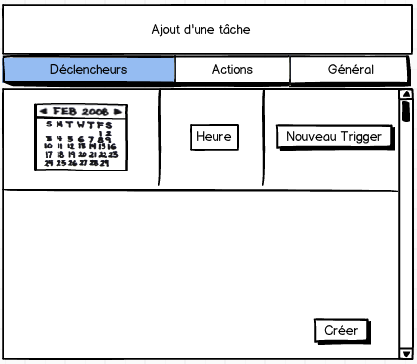 Ajout d'une tâche
Déclencheurs
Actions
Général
FEB 2008
S M T W T F S
1 2
3 4 5 6 7 8 9
10 11 12 13 14 15 16
17 18 19 20 21 22 23
24 25 26 27 28 29
Heure
Nouveau Trigger
Créer